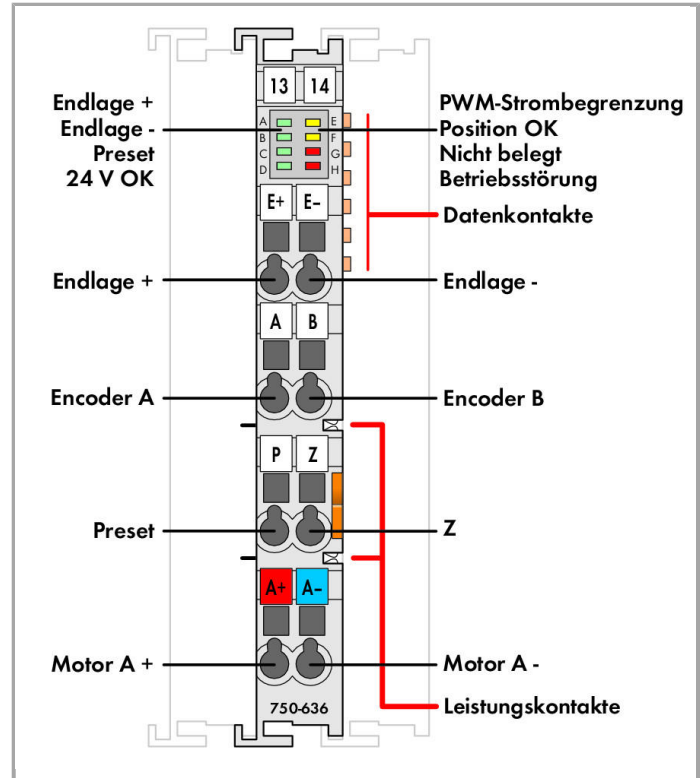 13 14
Endlage +
Endlage -
Preset
24 V OK
A
B
C
D
E
F
G
H
PWM-Strombegrenzung
Position OK
Nicht belegt
Betriebsstörung
Datenkontakte
E+ E-
Endlage +
Endlage -
A B
Encoder A
Encoder B
P Z
Preset
Z
A+ A-
Motor A +
Motor A -
750-636
Leistungskontakte